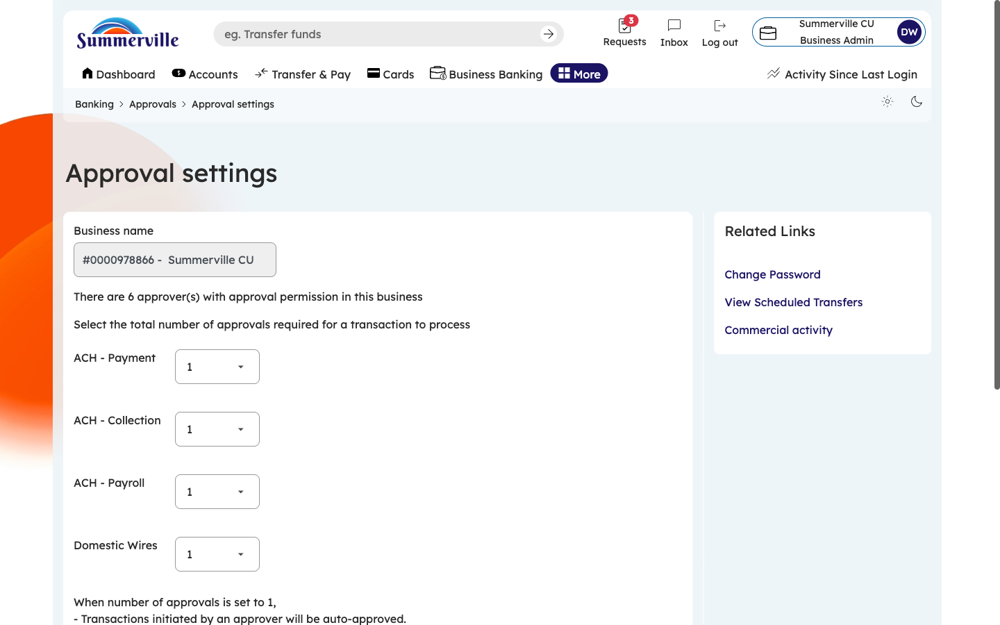 Summerville
eg. Transfer funds
3
Requests
Inbox
Log out
Summerville CU
Business Admin
DW
Dashboard
Accounts
Transfer & Pay
Cards
Business Banking
More
Activity Since Last Login
Banking > Approvals > Approval settings
Approval settings
Business name
#0000978866 - Summerville CU
There are 6 approver(s) with approval permission in this business
Select the total number of approvals required for a transaction to process
ACH - Payment
1
ACH - Collection
1
ACH - Payroll
1
Domestic Wires
1
When number of approvals is set to 1,
- Transactions initiated by an approver will be auto-approved.
Related Links
Change Password
View Scheduled Transfers
Commercial activity